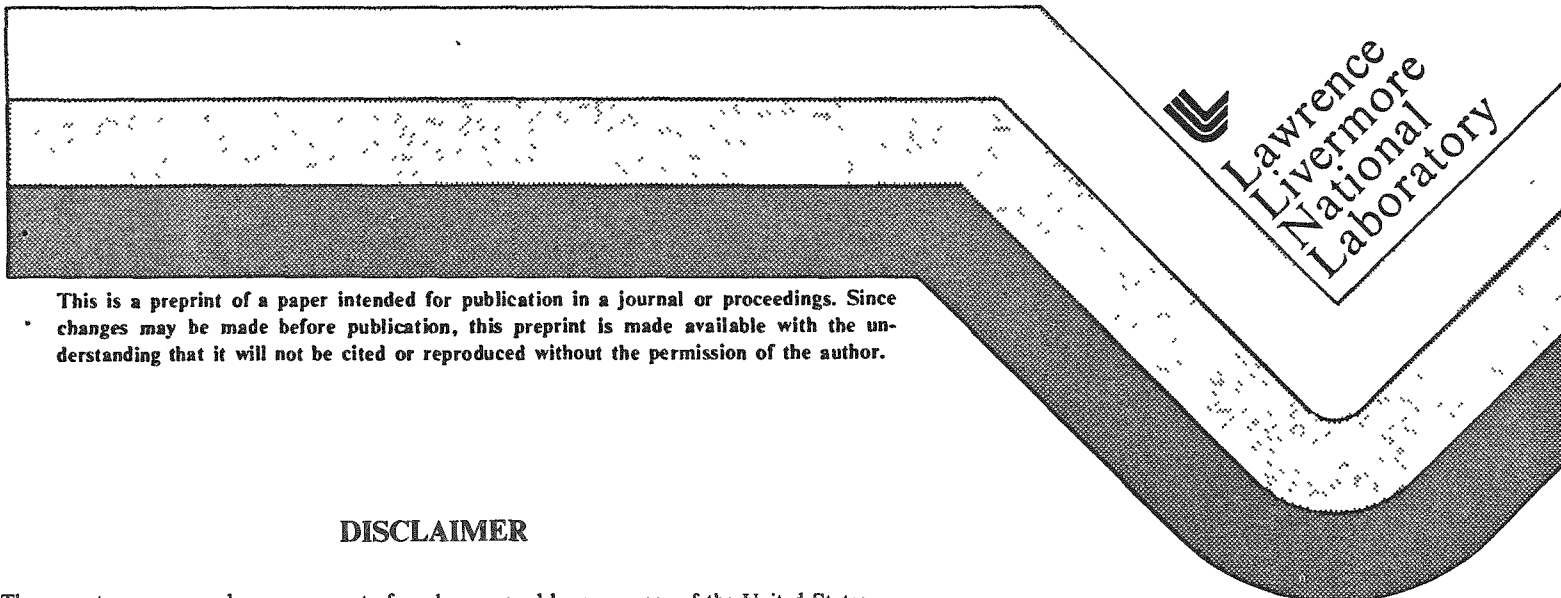 Lawrence
Livermore
National
Laboratory
This is a preprint of a paper intended for publication in a journal or proceedings. Since
changes may be made before publication, this preprint is made available with the un-
derstanding that it will not be cited or reproduced without the permission of the author.
DISCLAIMER